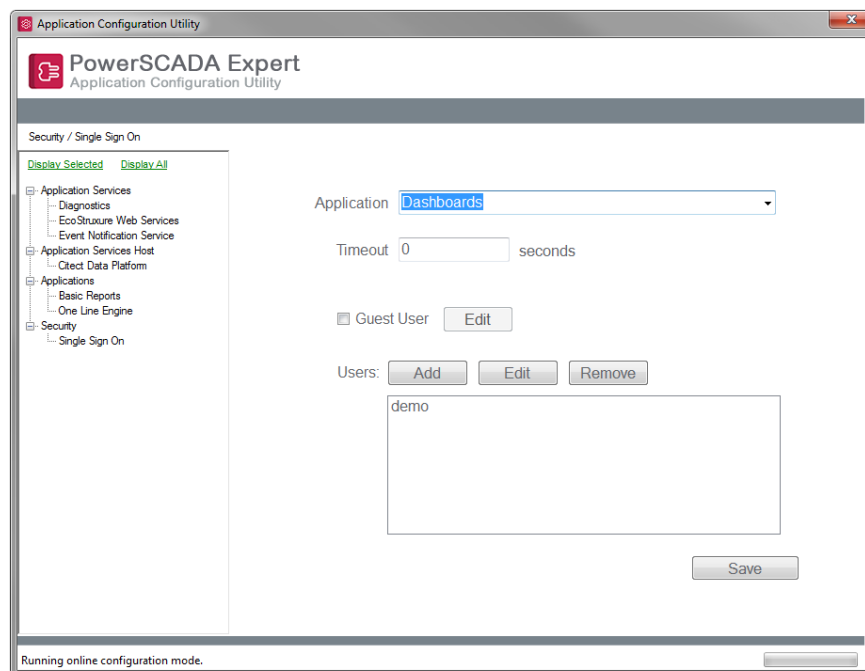 Application Configuration Utility
PowerSCADA Expert
Application Configuration Utility
Security / Single Sign On
Display Selected Display All
Application Services
Diagnostics
EcoStruxure Web Services
Event Notification Service
Application Services Host
Citect Data Platform
Applications
Basic Reports
One Line Engine
Security
Single Sign On
Application Dashboards
Timeout 0 seconds
Guest User Edit
Users: Add Edit Remove
demo
Save
Running online configuration mode.